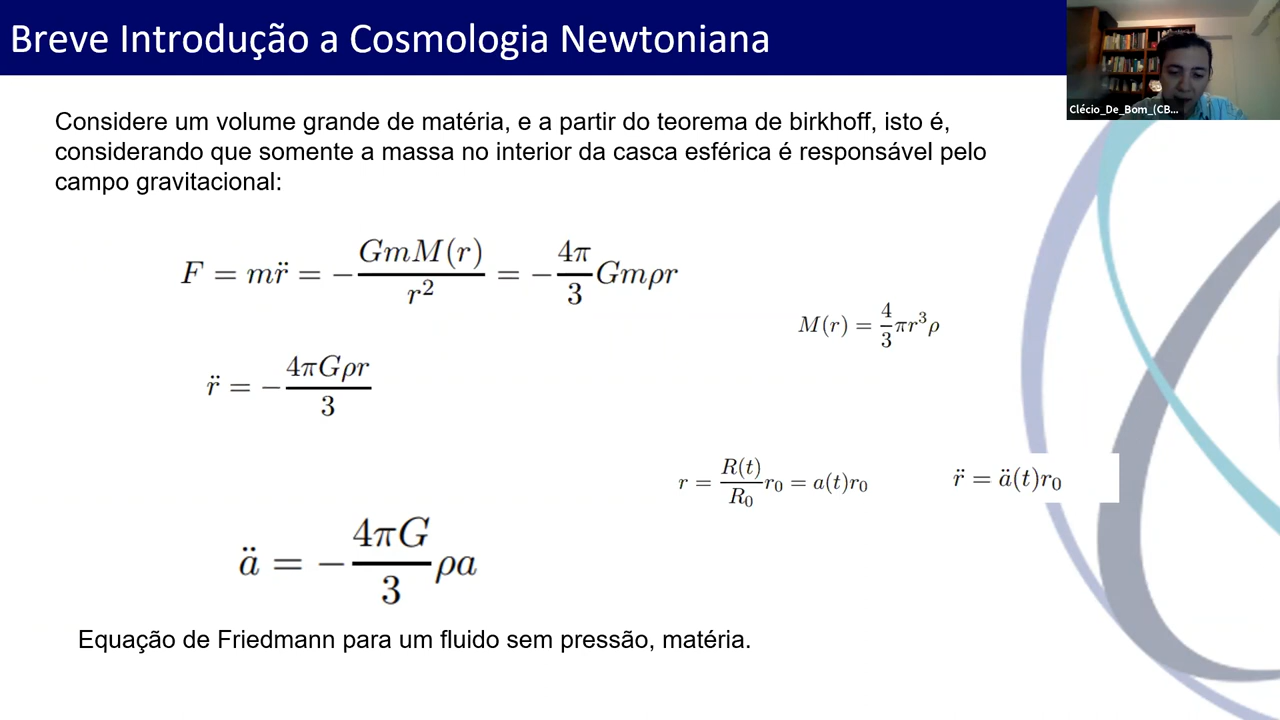 Breve Introdução a Cosmologia Newtoniana
Clécio_De_Bom_(CB...
Considere um volume grande de matéria, e a partir do teorema de birkhoff, isto é,
considerando que somente a massa no interior da casca esférica é responsável pelo
campo gravitacional:
F = mr̈ = −GmM(r)/r² = −4π/3 Gmρr
M(r) = 4/3 πr³ρ
r̈ = −4πGρr/3
r = R(t)/R₀ r₀ = a(t)r₀
r̈ = ä(t)r₀
ä = −4πG/3 ρa
Equação de Friedmann para um fluido sem pressão, matéria.